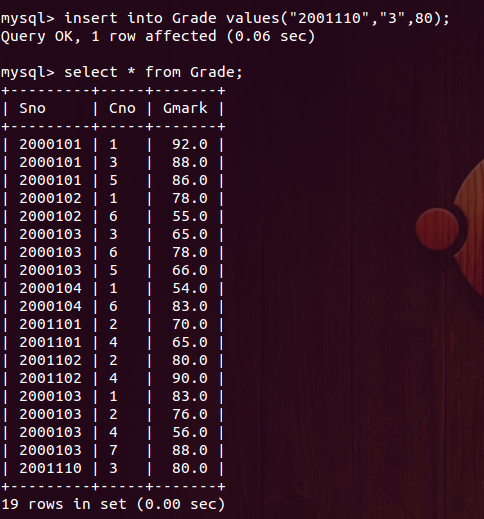 mysql> insert into Grade values("2001110","3",80);
Query OK, 1 row affected (0.06 sec)
mysql> select * from Grade;
+---------+-----+-------+
| Sno     | Cno | Gmark |
+---------+-----+-------+
| 2000101 | 1   |  92.0 |
| 2000101 | 3   |  88.0 |
| 2000101 | 5   |  86.0 |
| 2000102 | 1   |  78.0 |
| 2000102 | 6   |  55.0 |
| 2000103 | 3   |  65.0 |
| 2000103 | 6   |  78.0 |
| 2000103 | 5   |  66.0 |
| 2000104 | 1   |  54.0 |
| 2000104 | 6   |  83.0 |
| 2001101 | 2   |  70.0 |
| 2001101 | 4   |  65.0 |
| 2001102 | 2   |  80.0 |
| 2001102 | 4   |  90.0 |
| 2000103 | 1   |  83.0 |
| 2000103 | 2   |  76.0 |
| 2000103 | 4   |  56.0 |
| 2000103 | 7   |  88.0 |
| 2001110 | 3   |  80.0 |
+---------+-----+-------+
19 rows in set (0.00 sec)